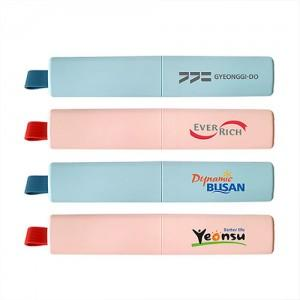 GYEONGGI-DO
EVER
RICH
Dynamic
BUSAN
Better life
Yeonsu